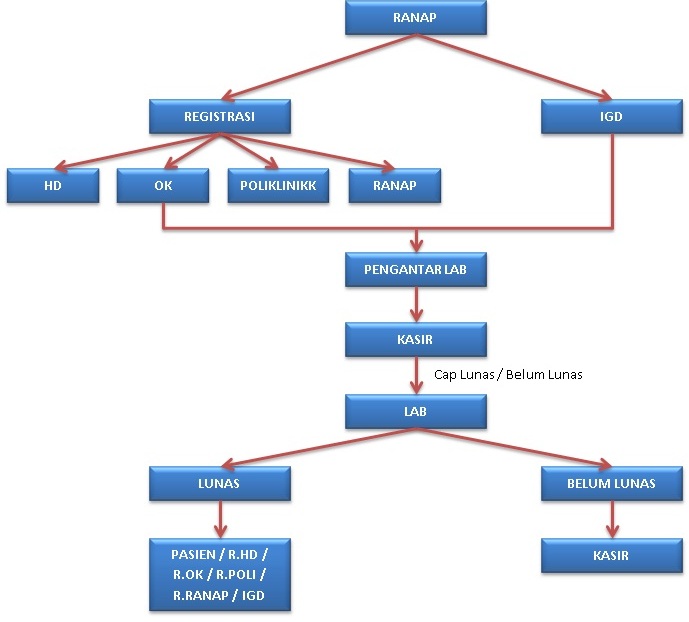 RANAP
REGISTRASI
IGD
HD
OK
POLIKLINIKK
RANAP
PENGANTAR LAB
KASIR
Cap Lunas / Belum Lunas
LAB
LUNAS
BELUM LUNAS
PASIEN / R.HD /
R.OK / R.POLI /
R.RANAP / IGD
KASIR